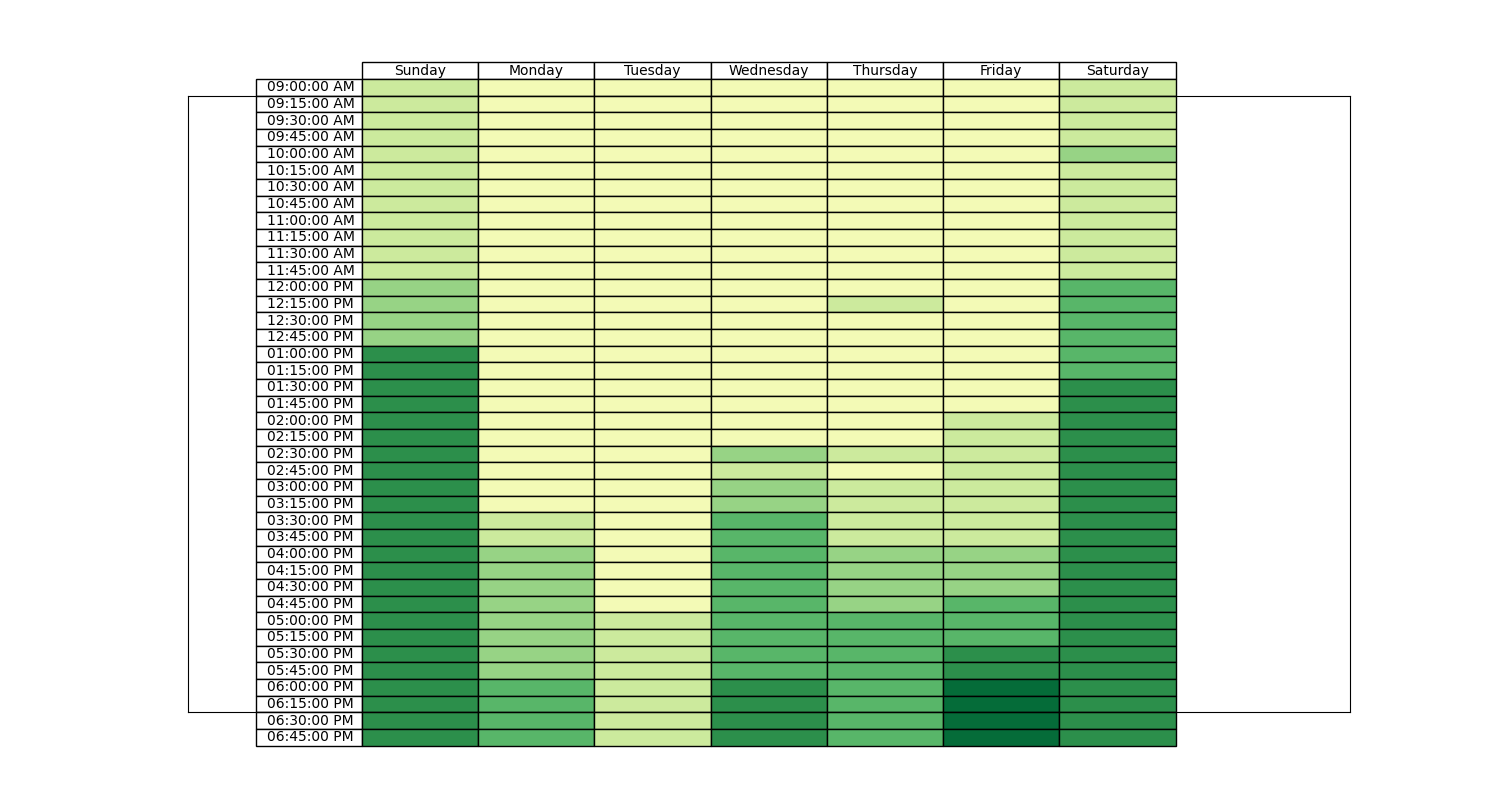 Sunday Monday Tuesday Wednesday Thursday Friday Saturday
09:00:00 AM
09:15:00 AM
09:30:00 AM
09:45:00 AM
10:00:00 AM
10:15:00 AM
10:30:00 AM
10:45:00 AM
11:00:00 AM
11:15:00 AM
11:30:00 AM
11:45:00 AM
12:00:00 PM
12:15:00 PM
12:30:00 PM
12:45:00 PM
01:00:00 PM
01:15:00 PM
01:30:00 PM
01:45:00 PM
02:00:00 PM
02:15:00 PM
02:30:00 PM
02:45:00 PM
03:00:00 PM
03:15:00 PM
03:30:00 PM
03:45:00 PM
04:00:00 PM
04:15:00 PM
04:30:00 PM
04:45:00 PM
05:00:00 PM
05:15:00 PM
05:30:00 PM
05:45:00 PM
06:00:00 PM
06:15:00 PM
06:30:00 PM
06:45:00 PM